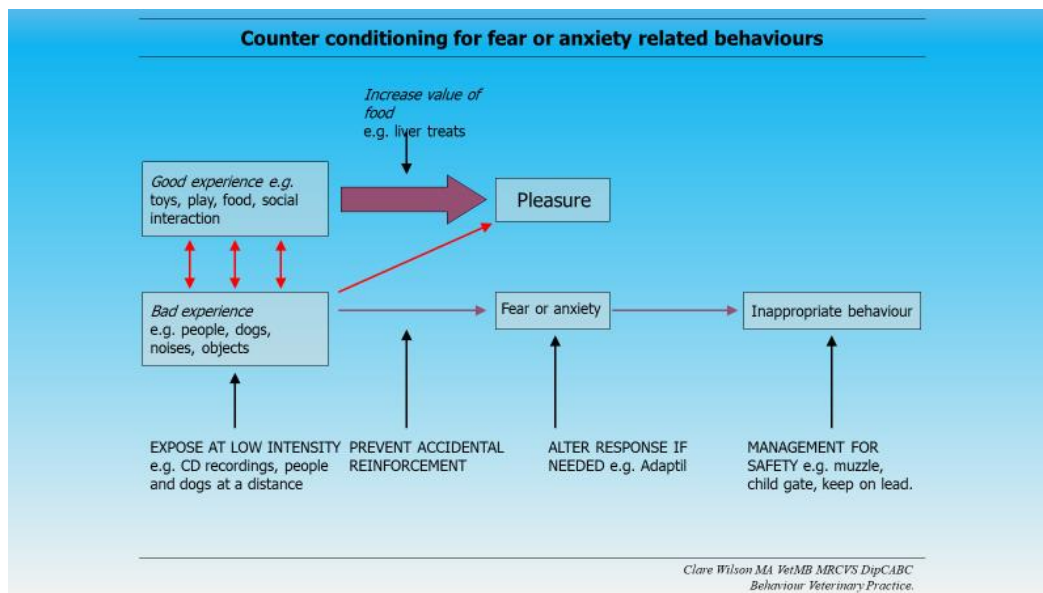 Counter conditioning for fear or anxiety related behaviours
Increase value of
food
e.g. liver treats
Good experience e.g.
toys, play, food, social
interaction
Pleasure
Bad experience
e.g. people, dogs,
noises, objects
Fear or anxiety
Inappropriate behaviour
EXPOSE AT LOW INTENSITY
e.g. CD recordings, people
and dogs at a distance
PREVENT ACCIDENTAL
REINFORCEMENT
ALTER RESPONSE IF
NEEDED e.g. Adaptil
MANAGEMENT FOR
SAFETY e.g. muzzle,
child gate, keep on lead.
Clare Wilson MA VetMB MRCVS DipCABC
Behaviour Veterinary Practice.